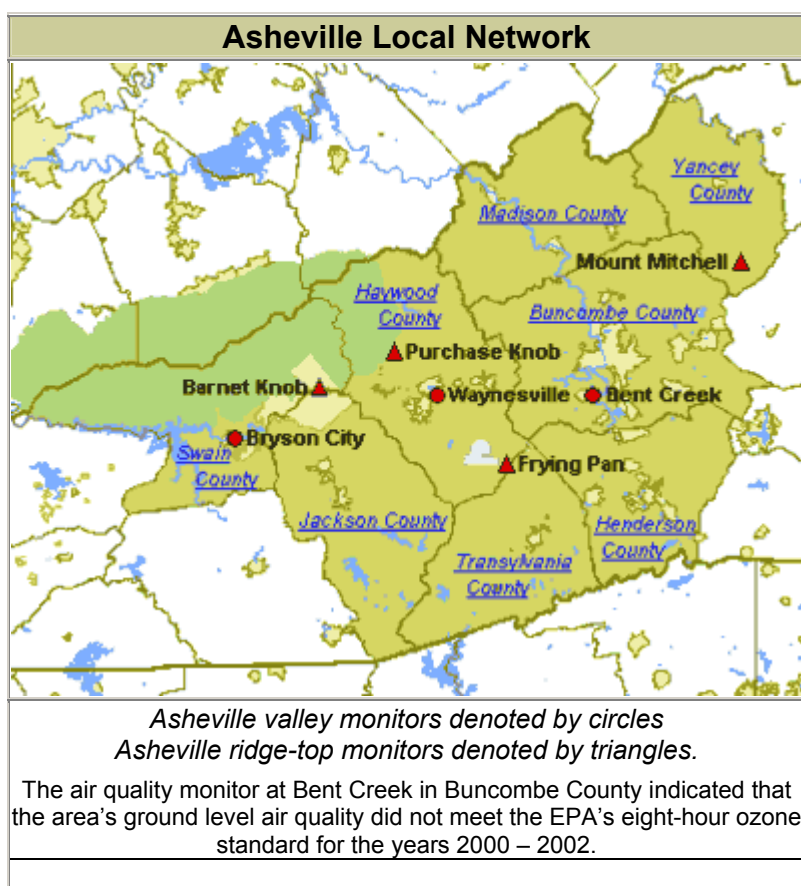 Asheville Local Network
Yancey
County
Madison County
Mount Mitchell
Haywood
County
Buncombe County
Purchase Knob
Barnet Knob
Waynesville
Bent Creek
Bryson City
Swain
County
Frying Pan
Jackson County
Henderson
County
Transylvania
County
Asheville valley monitors denoted by circles
Asheville ridge-top monitors denoted by triangles.
The air quality monitor at Bent Creek in Buncombe County indicated that
the area's ground level air quality did not meet the EPA's eight-hour ozone
standard for the years 2000 – 2002.